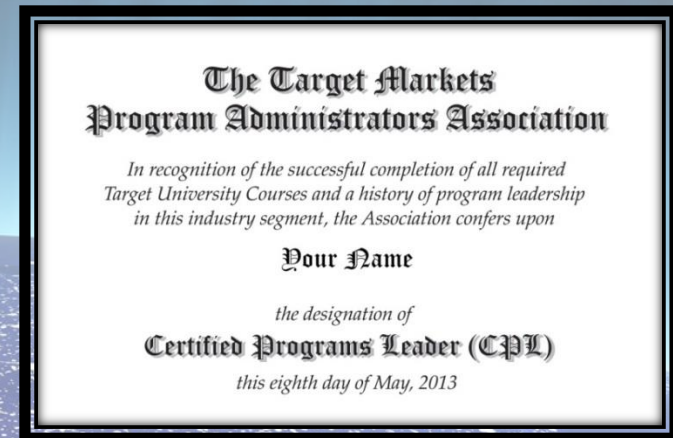 The Target Markets
Program Administrators Association
In recognition of the successful completion of all required
Target University Courses and a history of program leadership
in this industry segment, the Association confers upon
Your Name
the designation of
Certified Programs Leader (CPL)
this eighth day of May, 2013